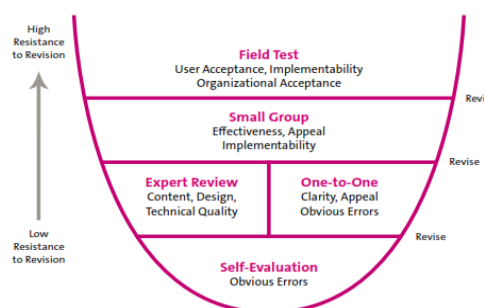 High
Resistance
to Revision
Field Test
User Acceptance, Implementability
Organizational Acceptance
Small Group
Effectiveness, Appeal
Implementability
Revise
Expert Review
Content, Design,
Technical Quality
One-to-One
Clarity, Appeal
Obvious Errors
Low
Resistance
to Revision
Revise
Self-Evaluation
Obvious Errors